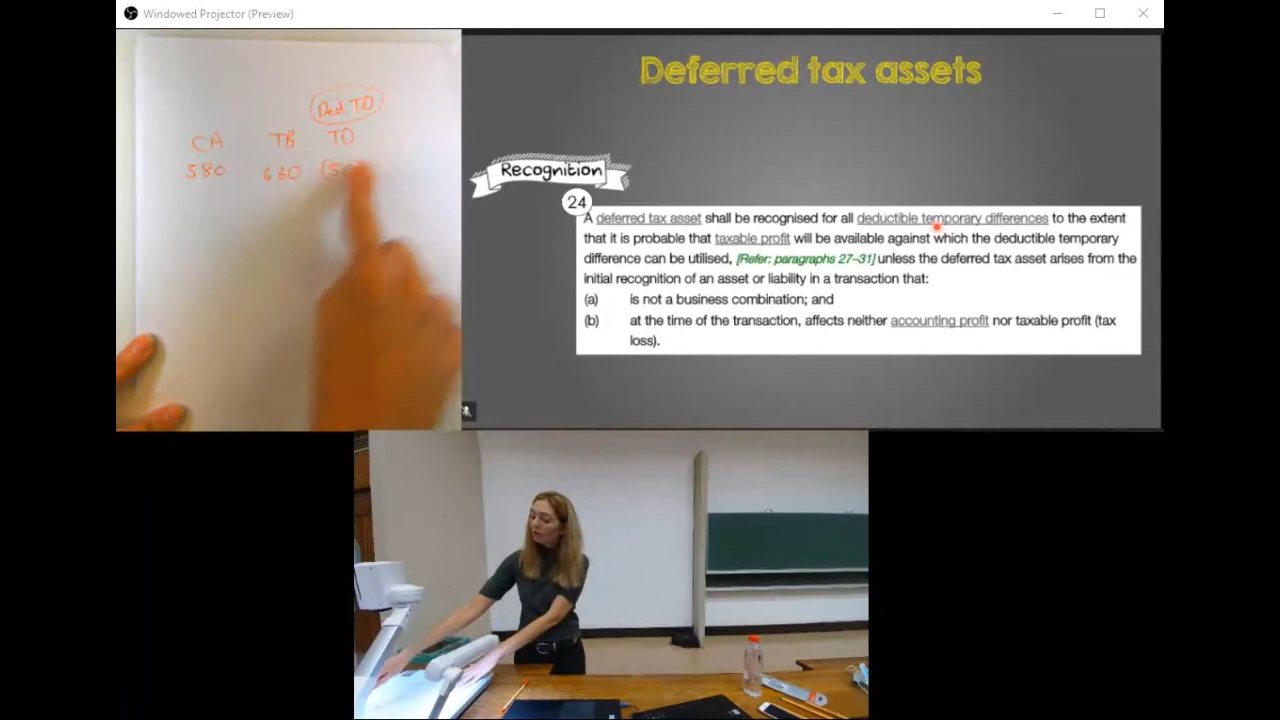 Windowed Projector (Preview)
Ded. TD
CA TB TD
580 630 (50
Deferred tax assets
Recognition
24
A deferred tax asset shall be recognised for all deductible temporary differences to the extent
that it is probable that taxable profit will be available against which the deductible temporary
difference can be utilised, [Refer: paragraphs 27–31] unless the deferred tax asset arises from the
initial recognition of an asset or liability in a transaction that:
(a) is not a business combination; and
(b) at the time of the transaction, affects neither accounting profit nor taxable profit (tax
loss).